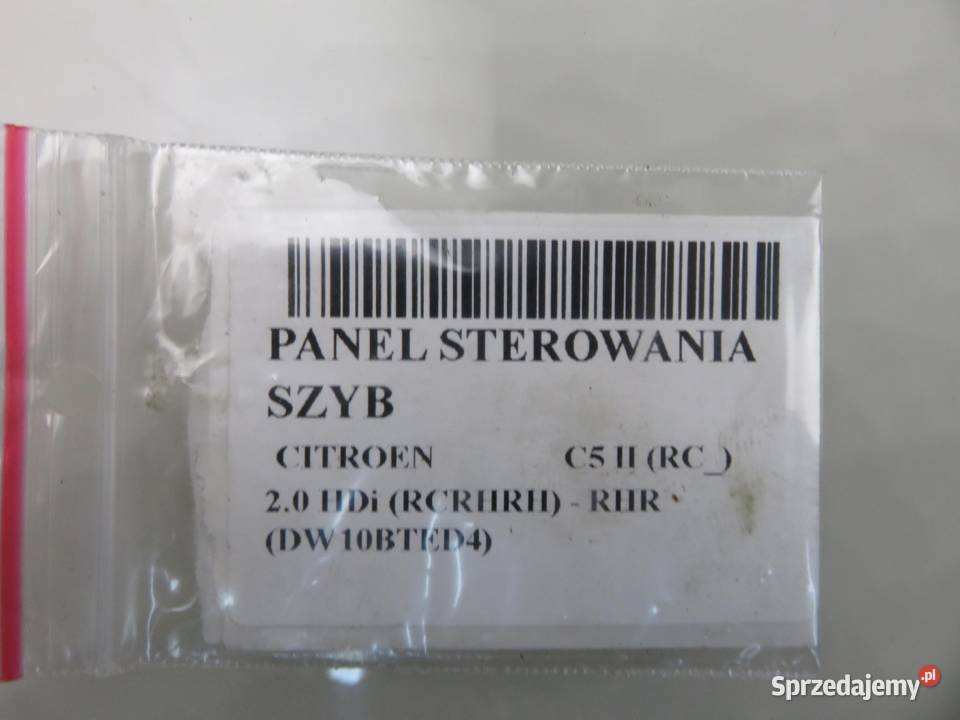 PANEL STEROWANIA
SZYB
CITROEN C5 II (RC_)
2.0 HDi (RCRHRH) - RHR
(DW10BTED4)
Sprzedajemy.pl